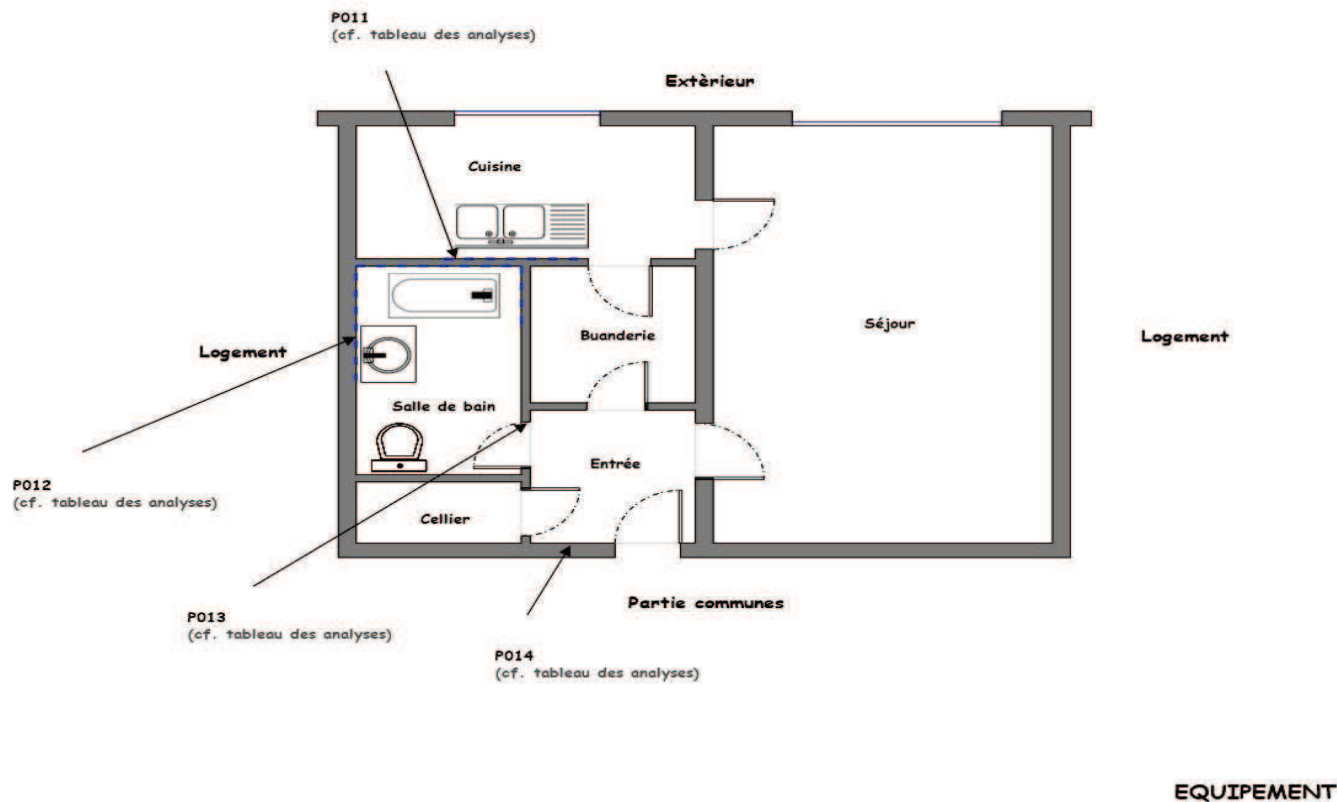 P011
(cf. tableau des analyses)
Extèrieur
Cuisine
Séjour
Buanderie
Logement
Logement
Salle de bain
Entrée
P012
(cf. tableau des analyses)
Cellier
Partie communes
P013
(cf. tableau des analyses)
P014
(cf. tableau des analyses)
EQUIPEMENT